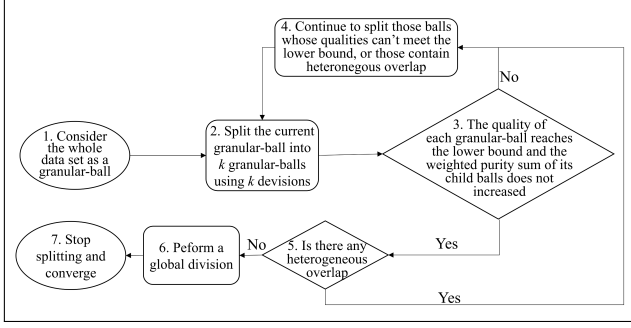 4. Continue to split those balls
whose qualities can't meet the
lower bound, or those contain
heteronegous overlap
No
1. Consider
the whole
data set as a
granular-ball
2. Split the current
granular-ball into
k granular-balls
using k devisions
3. The quality of
each granular-ball reaches
the lower bound and the
weighted purity sum of its
child balls does not
increased
Yes
7. Stop
splitting and
converge
6. Peform a
global division
No
5. Is there any
heterogeneous
overlap
Yes